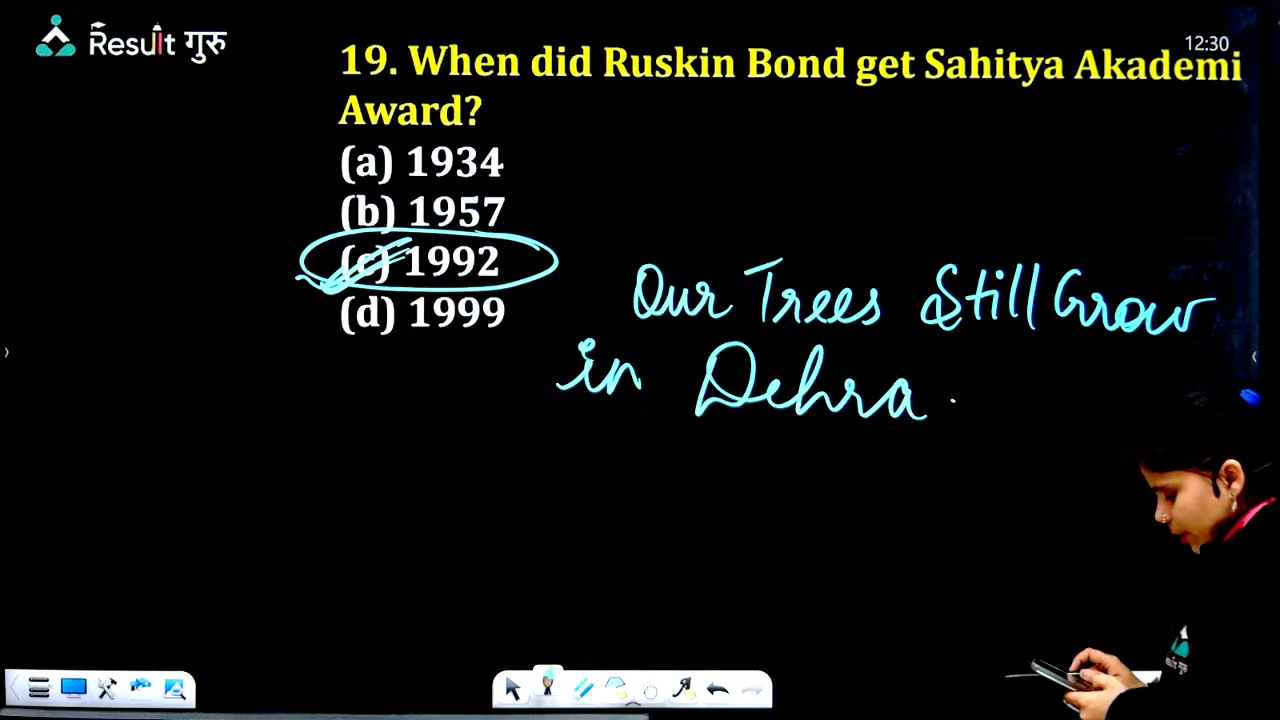 Result गुरु
12:30
19. When did Ruskin Bond get Sahitya Akademi
Award?
(a) 1934
(b) 1957
(c) 1992
(d) 1999
Our Trees Still Grow
in Dehra.